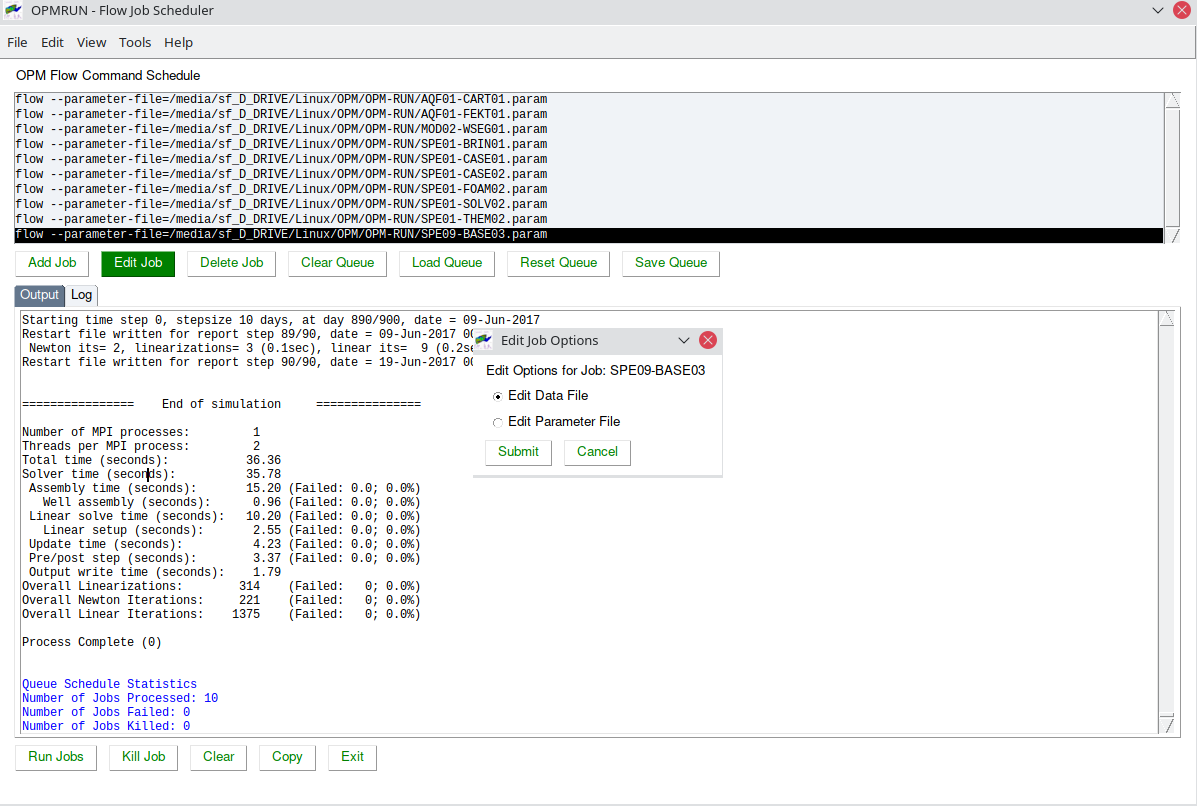 OPMRUN - Flow Job Scheduler
File Edit View Tools Help
OPM Flow Command Schedule
flow --parameter-file=/media/sf_D_DRIVE/Linux/OPM/OPM-RUN/AQF01-CART01.param
flow --parameter-file=/media/sf_D_DRIVE/Linux/OPM/OPM-RUN/AQF01-FEKT01.param
flow --parameter-file=/media/sf_D_DRIVE/Linux/OPM/OPM-RUN/MOD02-WSEG01.param
flow --parameter-file=/media/sf_D_DRIVE/Linux/OPM/OPM-RUN/SPE01-BRIN01.param
flow --parameter-file=/media/sf_D_DRIVE/Linux/OPM/OPM-RUN/SPE01-CASE01.param
flow --parameter-file=/media/sf_D_DRIVE/Linux/OPM/OPM-RUN/SPE01-CASE02.param
flow --parameter-file=/media/sf_D_DRIVE/Linux/OPM/OPM-RUN/SPE01-FOAM02.param
flow --parameter-file=/media/sf_D_DRIVE/Linux/OPM/OPM-RUN/SPE01-SOLV02.param
flow --parameter-file=/media/sf_D_DRIVE/Linux/OPM/OPM-RUN/SPE01-THEM02.param
flow --parameter-file=/media/sf_D_DRIVE/Linux/OPM/OPM-RUN/SPE09-BASE03.param
Add Job Edit Job Delete Job Clear Queue Load Queue Reset Queue Save Queue
Output Log
Starting time step 0, stepsize 10 days, at day 890/900, date = 09-Jun-2017
Restart file written for report step 89/90, date = 09-Jun-2017 00
Newton its= 2, linearizations= 3 (0.1sec), linear its= 9 (0.2se
Restart file written for report step 90/90, date = 19-Jun-2017 00
================ End of simulation ===============
Number of MPI processes: 1
Threads per MPI process: 2
Total time (seconds): 36.36
Solver time (seconds): 35.78
Assembly time (seconds): 15.20 (Failed: 0.0; 0.0%)
Well assembly (seconds): 0.96 (Failed: 0.0; 0.0%)
Linear solve time (seconds): 10.20 (Failed: 0.0; 0.0%)
Linear setup (seconds): 2.55 (Failed: 0.0; 0.0%)
Update time (seconds): 4.23 (Failed: 0.0; 0.0%)
Pre/post step (seconds): 3.37 (Failed: 0.0; 0.0%)
Output write time (seconds): 1.79
Overall Linearizations: 314 (Failed: 0; 0.0%)
Overall Newton Iterations: 221 (Failed: 0; 0.0%)
Overall Linear Iterations: 1375 (Failed: 0; 0.0%)
Process Complete (0)
Queue Schedule Statistics
Number of Jobs Processed: 10
Number of Jobs Failed: 0
Number of Jobs Killed: 0
Edit Job Options
Edit Options for Job: SPE09-BASE03
Edit Data File
Edit Parameter File
Submit Cancel
Run Jobs Kill Job Clear Copy Exit